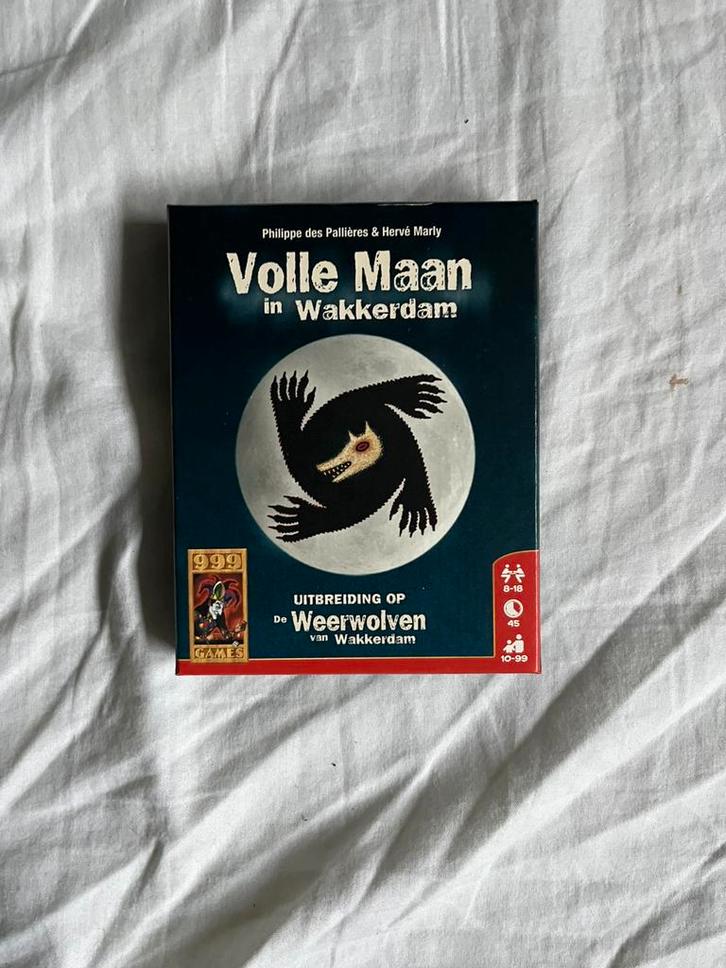 Philippe des Pallières & Hervé Marly
Volle Maan
in Wakkerdam
999
GAMES
UITBREIDING OP
De Weerwolven
van Wakkerdam
8-18
45
10-99